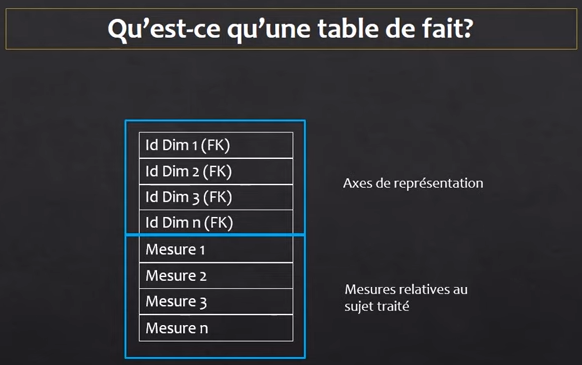 Qu’est-ce qu’une table de fait?
Id Dim 1 (FK)
Id Dim 2 (FK)
Id Dim 3 (FK)
Id Dim n (FK)
Axes de représentation
Mesure 1
Mesure 2
Mesure 3
Mesure n
Mesures relatives au
sujet traité